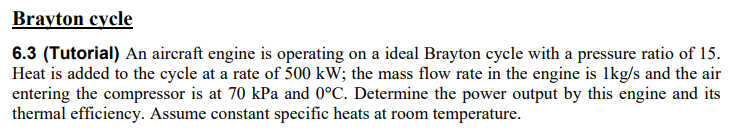 Brayton cycle
6.3 (Tutorial) An aircraft engine is operating on a ideal Brayton cycle with a pressure ratio of 15.
Heat is added to the cycle at a rate of 500 kW; the mass flow rate in the engine is 1kg/s and the air
entering the compressor is at 70 kPa and 0°C. Determine the power output by this engine and its
thermal efficiency. Assume constant specific heats at room temperature.